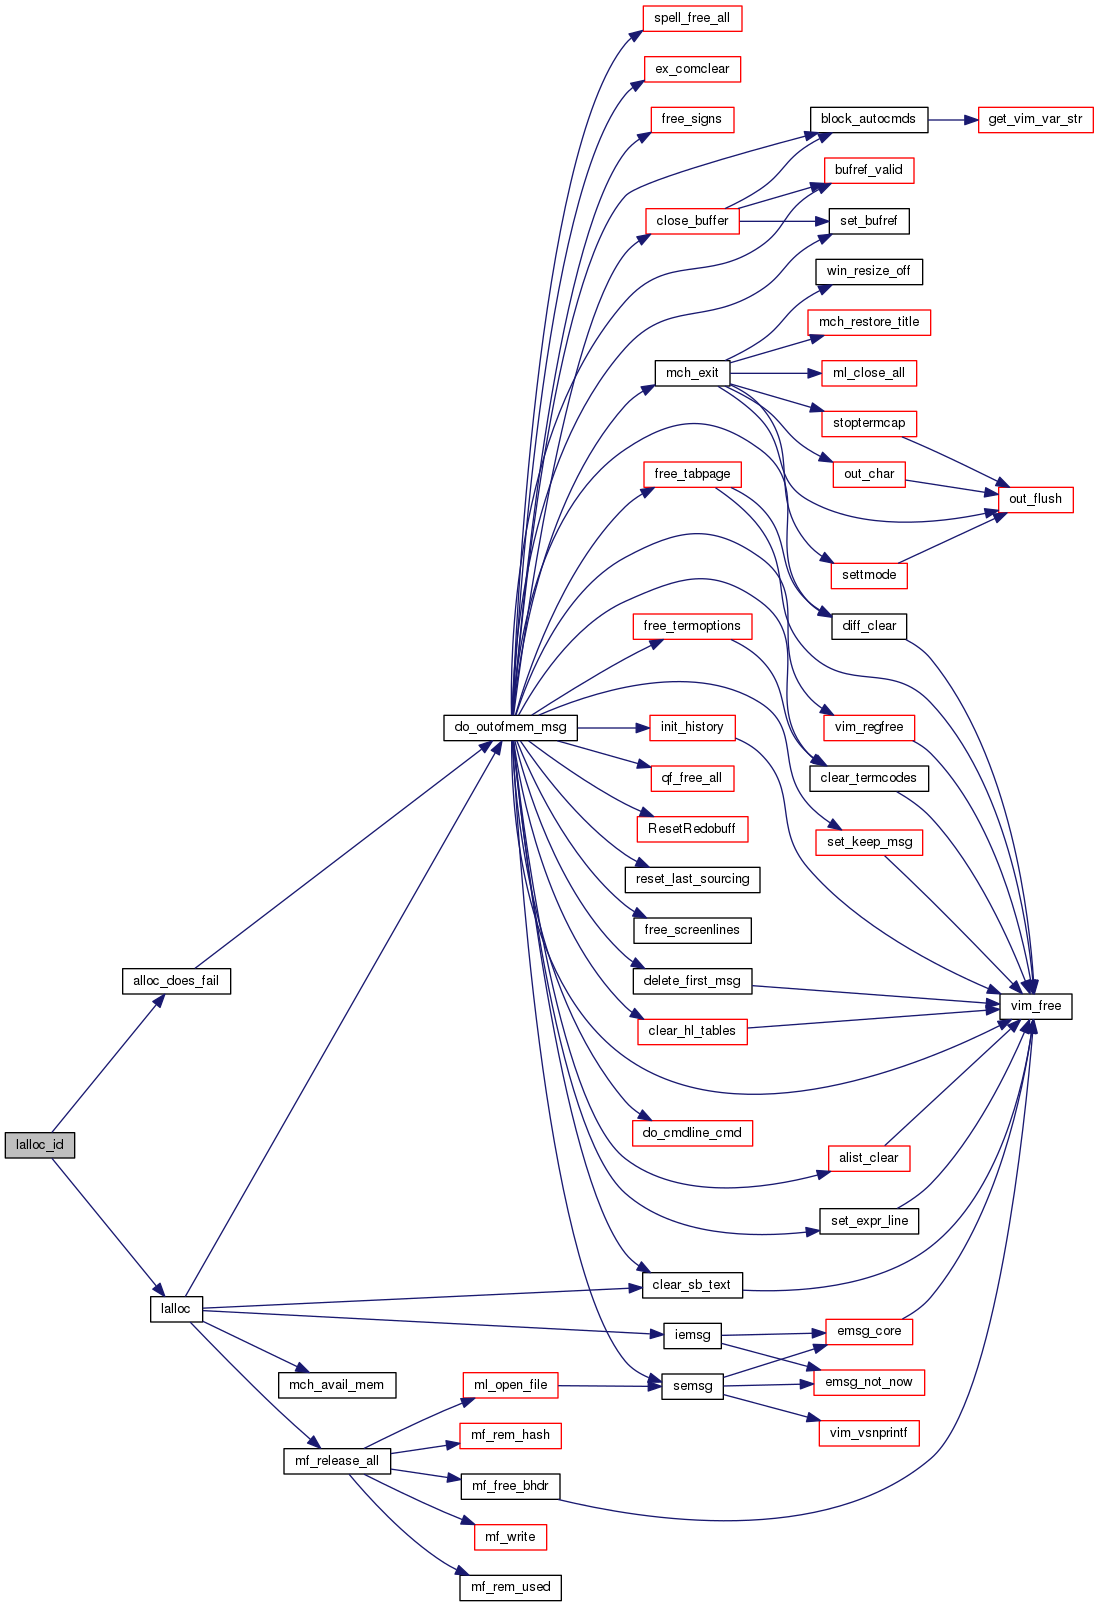 spell_free_all
ex_comclear
free_signs
block_autocmds
get_vim_var_str
bufref_valid
close_buffer
set_bufref
win_resize_off
mch_restore_title
mch_exit
ml_close_all
stoptermcap
free_tabpage
out_char
out_flush
settmode
free_termoptions
diff_clear
do_outofmem_msg
init_history
vim_regfree
qf_free_all
clear_termcodes
ResetRedobuff
set_keep_msg
reset_last_sourcing
free_screenlines
alloc_does_fail
delete_first_msg
vim_free
clear_hl_tables
do_cmdline_cmd
lalloc_id
alist_clear
set_expr_line
clear_sb_text
lalloc
iemsg
emsg_core
mch_avail_mem
ml_open_file
semsg
emsg_not_now
mf_rem_hash
vim_vsnprintf
mf_release_all
mf_free_bhdr
mf_write
mf_rem_used